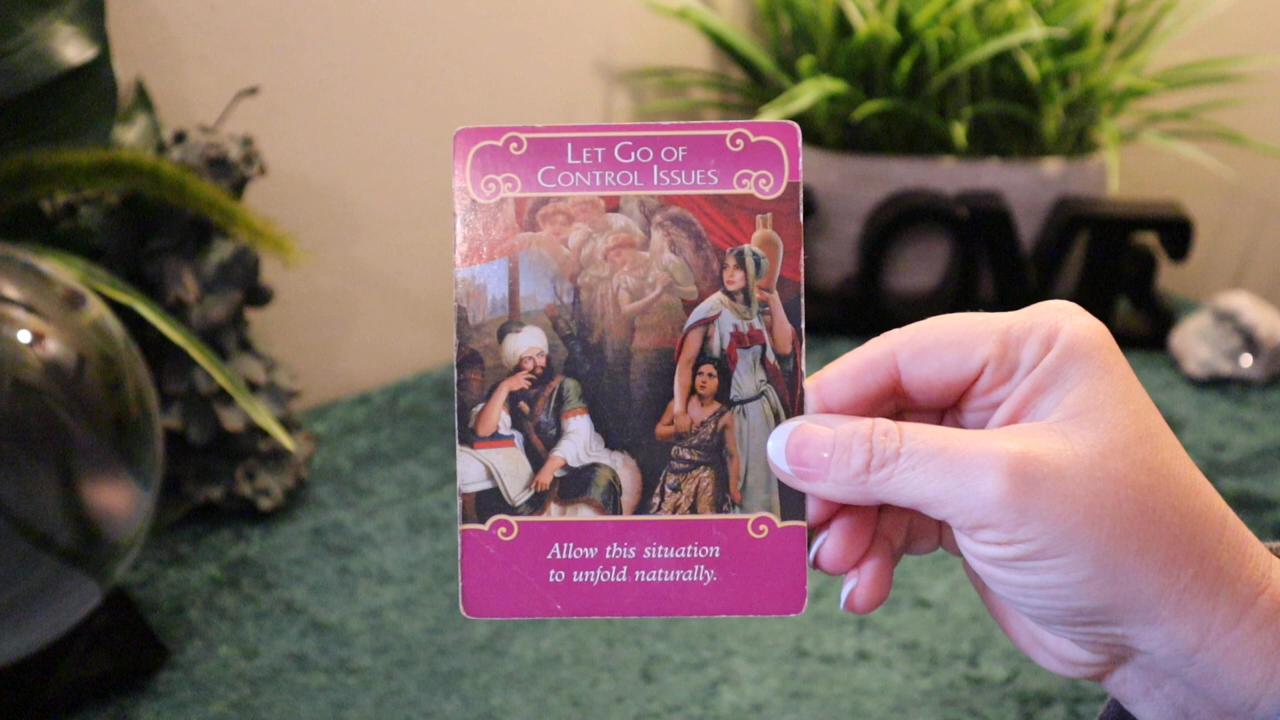 Let Go of
Control Issues
LOVE
Allow this situation
to unfold naturally.